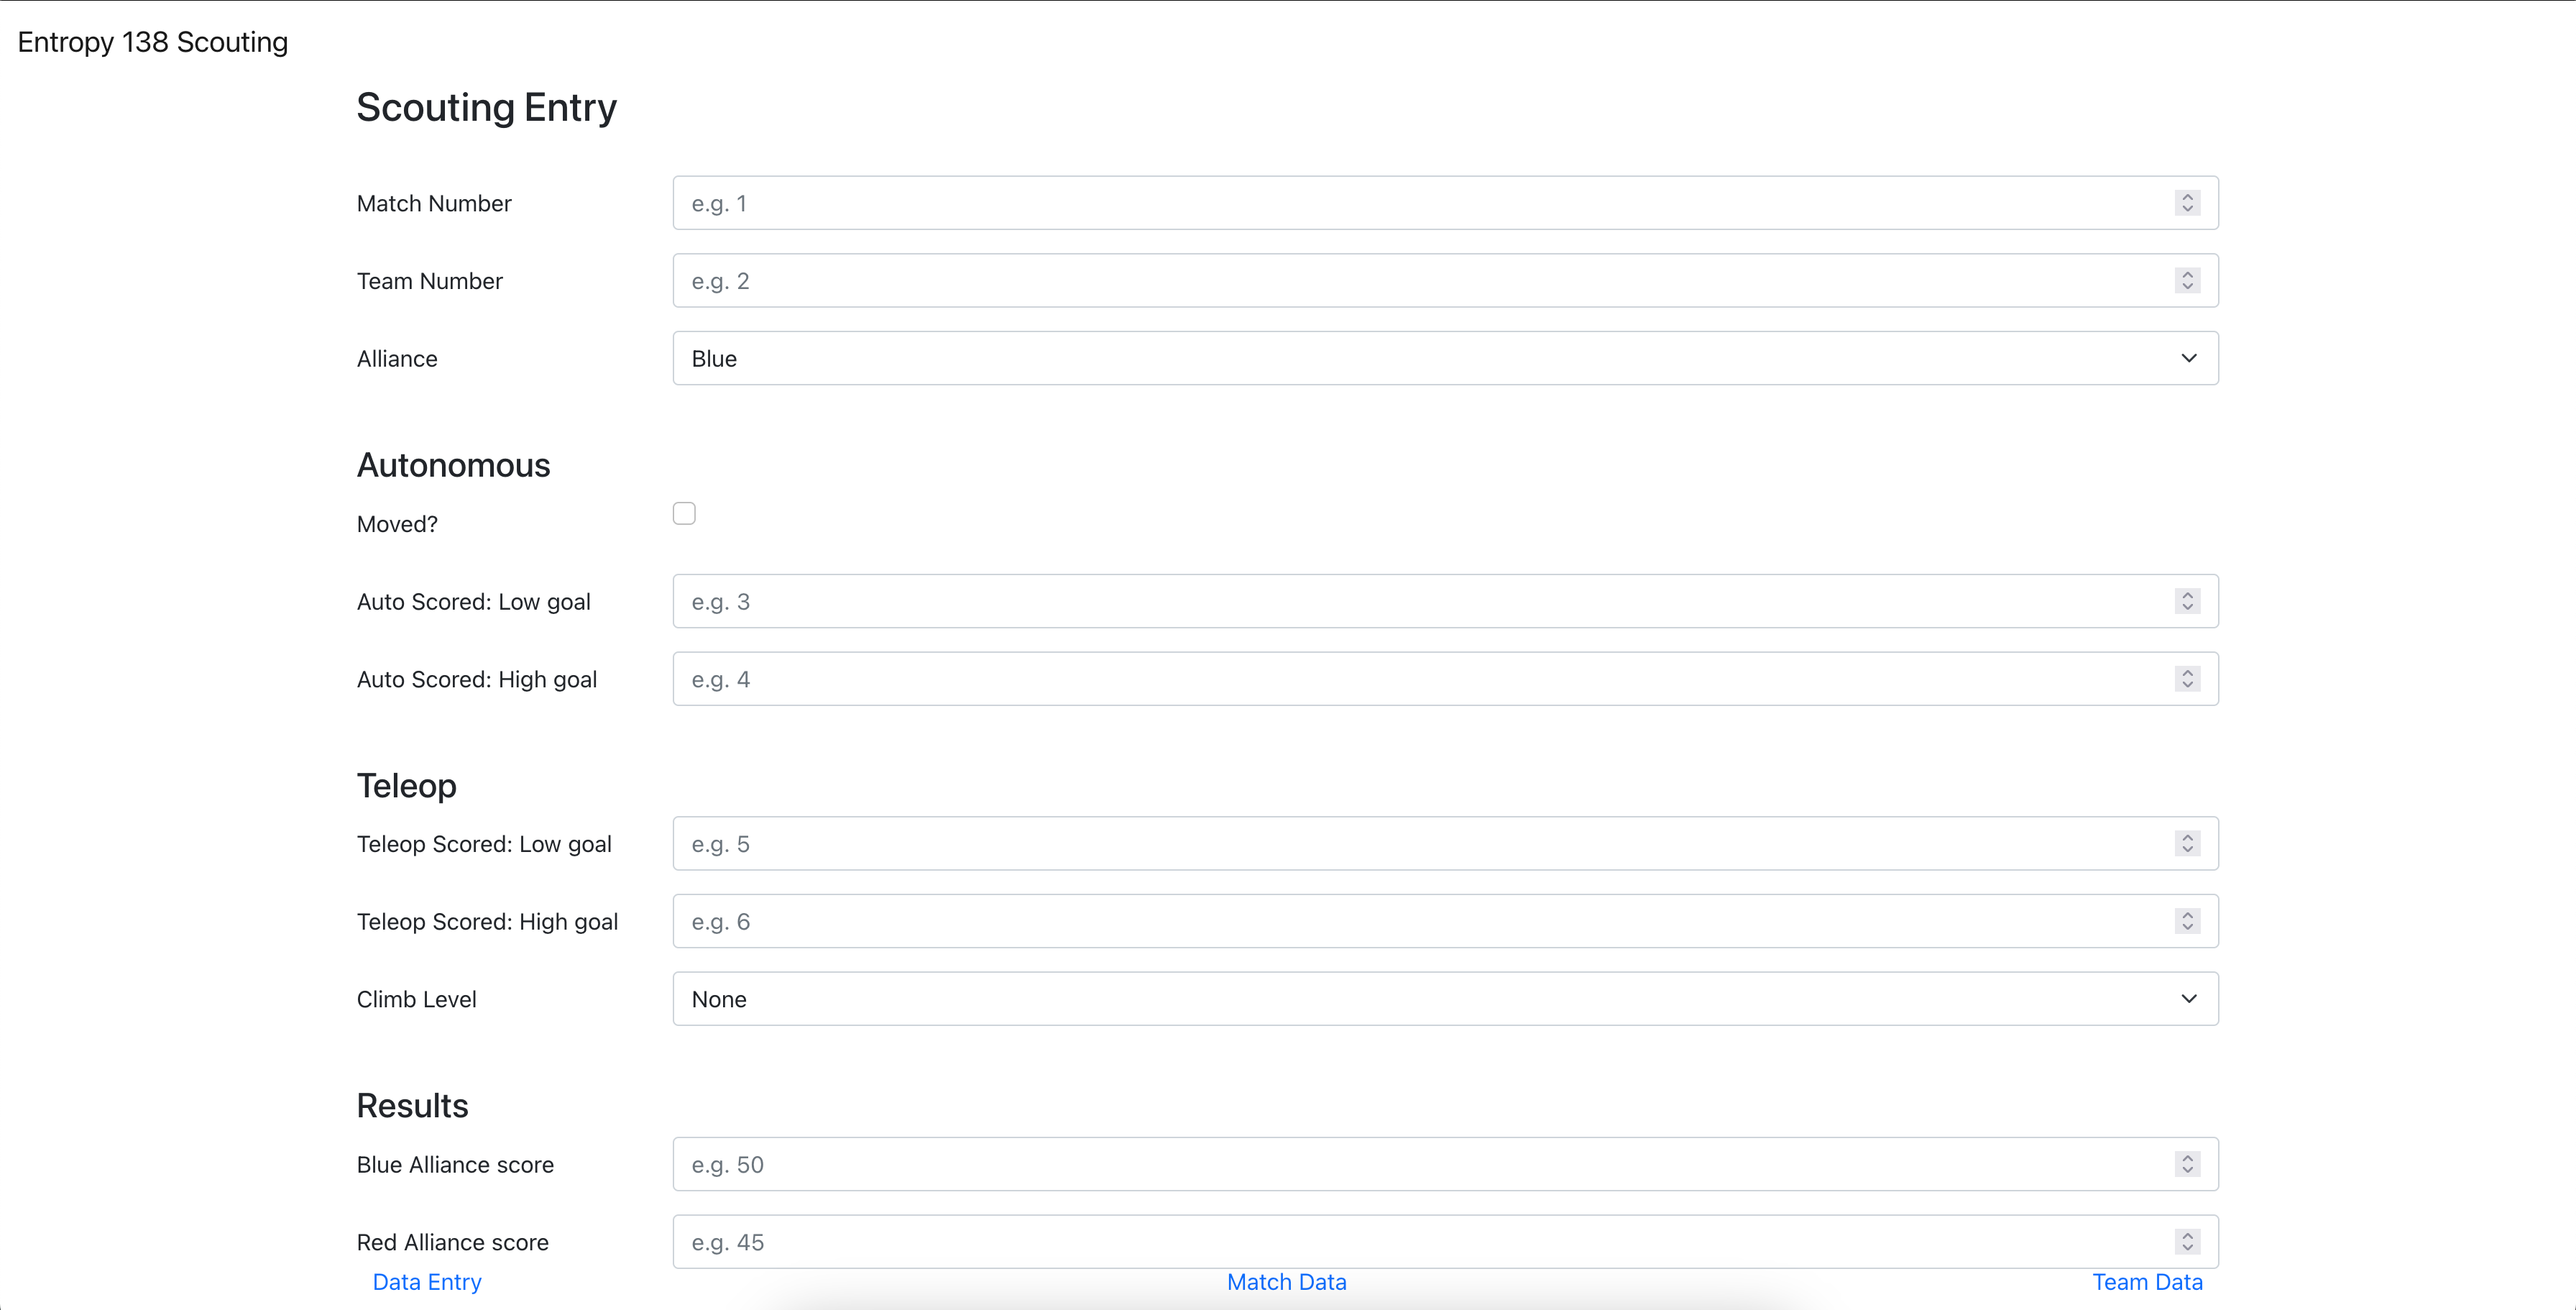 Entropy 138 Scouting
Scouting Entry
Match Number e.g. 1
Team Number e.g. 2
Alliance Blue
Autonomous
Moved?
Auto Scored: Low goal e.g. 3
Auto Scored: High goal e.g. 4
Teleop
Teleop Scored: Low goal e.g. 5
Teleop Scored: High goal e.g. 6
Climb Level None
Results
Blue Alliance score e.g. 50
Red Alliance score e.g. 45
Data Entry Match Data Team Data